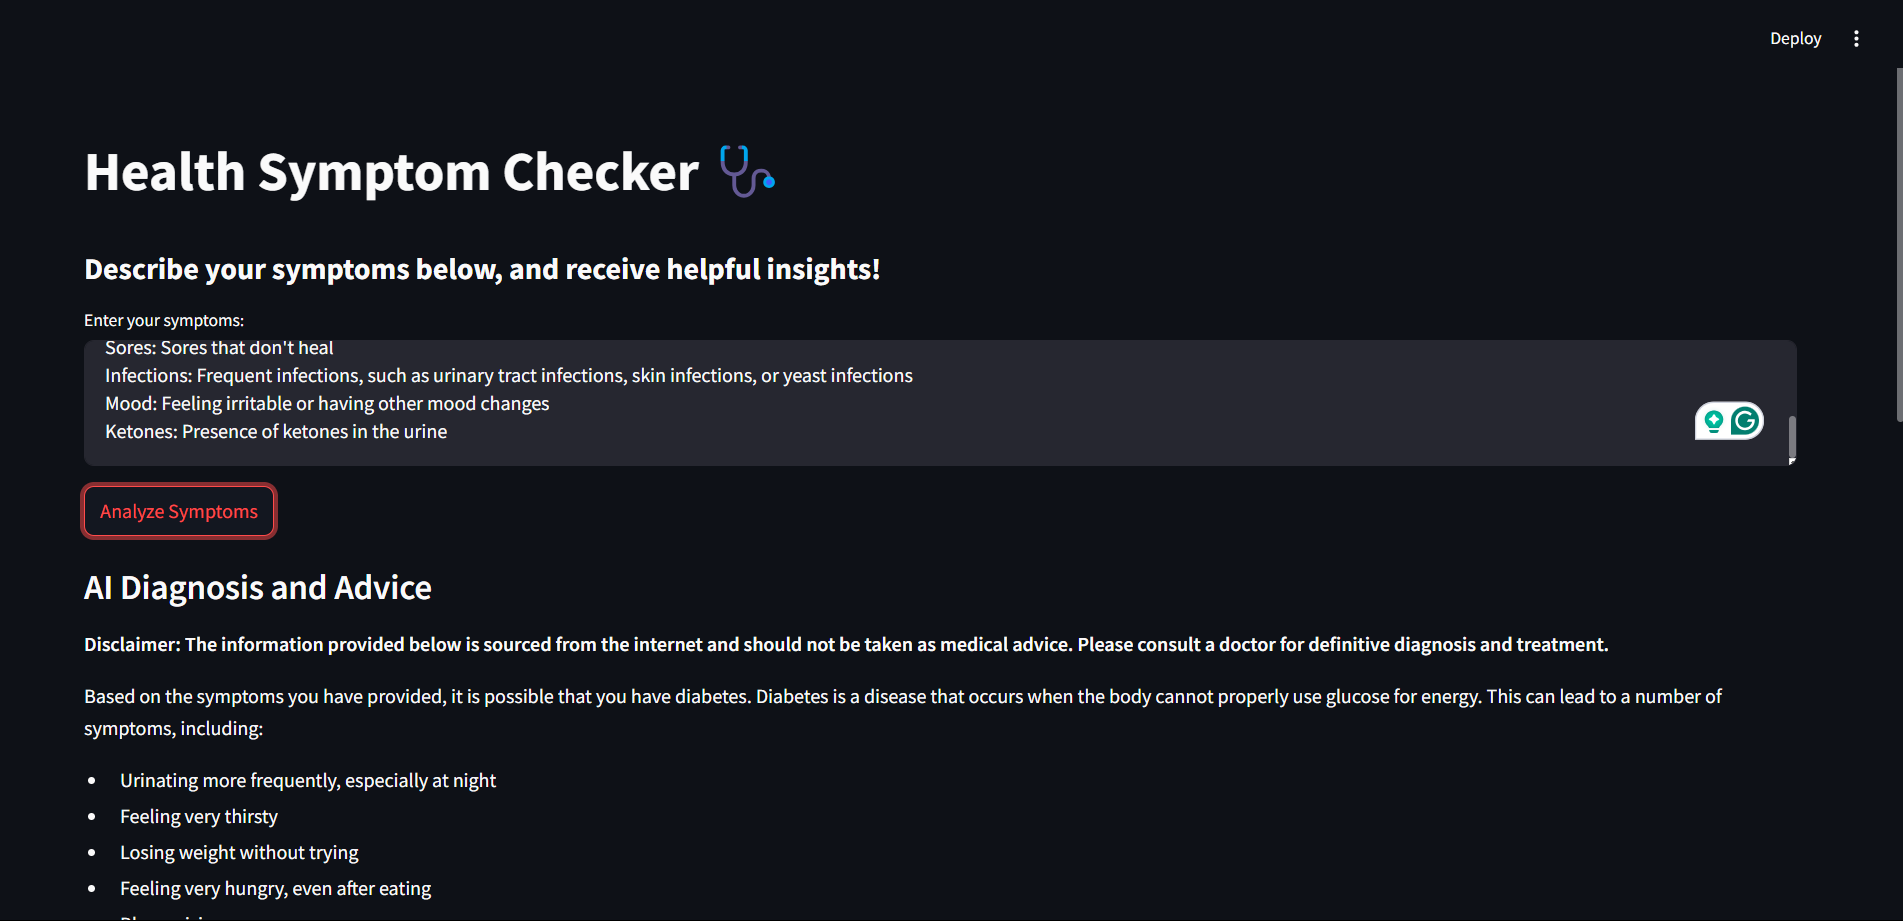 Deploy
Health Symptom Checker
Describe your symptoms below, and receive helpful insights!
Enter your symptoms:
Sores: Sores that don't heal
Infections: Frequent infections, such as urinary tract infections, skin infections, or yeast infections
Mood: Feeling irritable or having other mood changes
Ketones: Presence of ketones in the urine
Analyze Symptoms
AI Diagnosis and Advice
Disclaimer: The information provided below is sourced from the internet and should not be taken as medical advice. Please consult a doctor for definitive diagnosis and treatment.
Based on the symptoms you have provided, it is possible that you have diabetes. Diabetes is a disease that occurs when the body cannot properly use glucose for energy. This can lead to a number of
symptoms, including:
Urinating more frequently, especially at night
Feeling very thirsty
Losing weight without trying
Feeling very hungry, even after eating